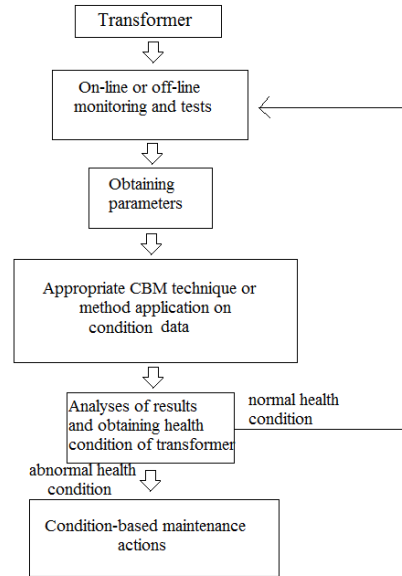 Transformer
On-line or off-line
monitoring and tests
Obtaining
parameters
Appropriate CBM technique or
method application on
condition data
Analyses of results
and obtaining health
condition of transformer
normal health
condition
abnormal health
condition
Condition-based maintenance
actions